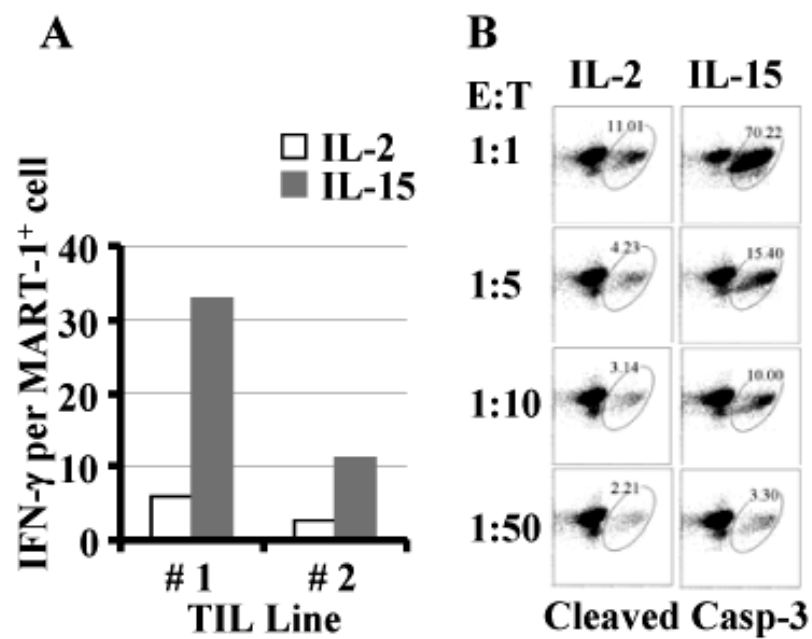 A
IL-2
IL-15
IFN-γ per MART-1⁺ cell
40
30
20
10
0
# 1
# 2
TIL Line
B
E:T
IL-2
IL-15
1:1
11.01
70.22
1:5
4.23
15.40
1:10
3.14
10.00
1:50
2.21
3.30
Cleaved Casp-3